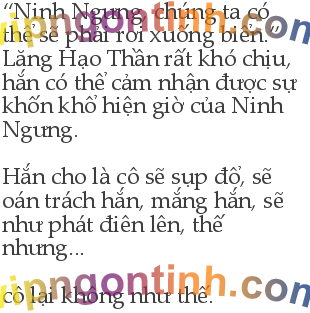 “Ninh Ngưng, chúng ta có
thể sẽ phải rơi xuống biển.”
Lăng Hạo Thần rất khó chịu,
hắn có thể cảm nhận được sự
khốn khổ hiện giờ của Ninh
Ngưng.
Hắn cho là cô sẽ sụp đổ, sẽ
oán trách hắn, mắng hắn, sẽ
như phát điên lên, thế
nhưng...
cô lại không như thế.
vipngontinh.com
vipngontinh.com